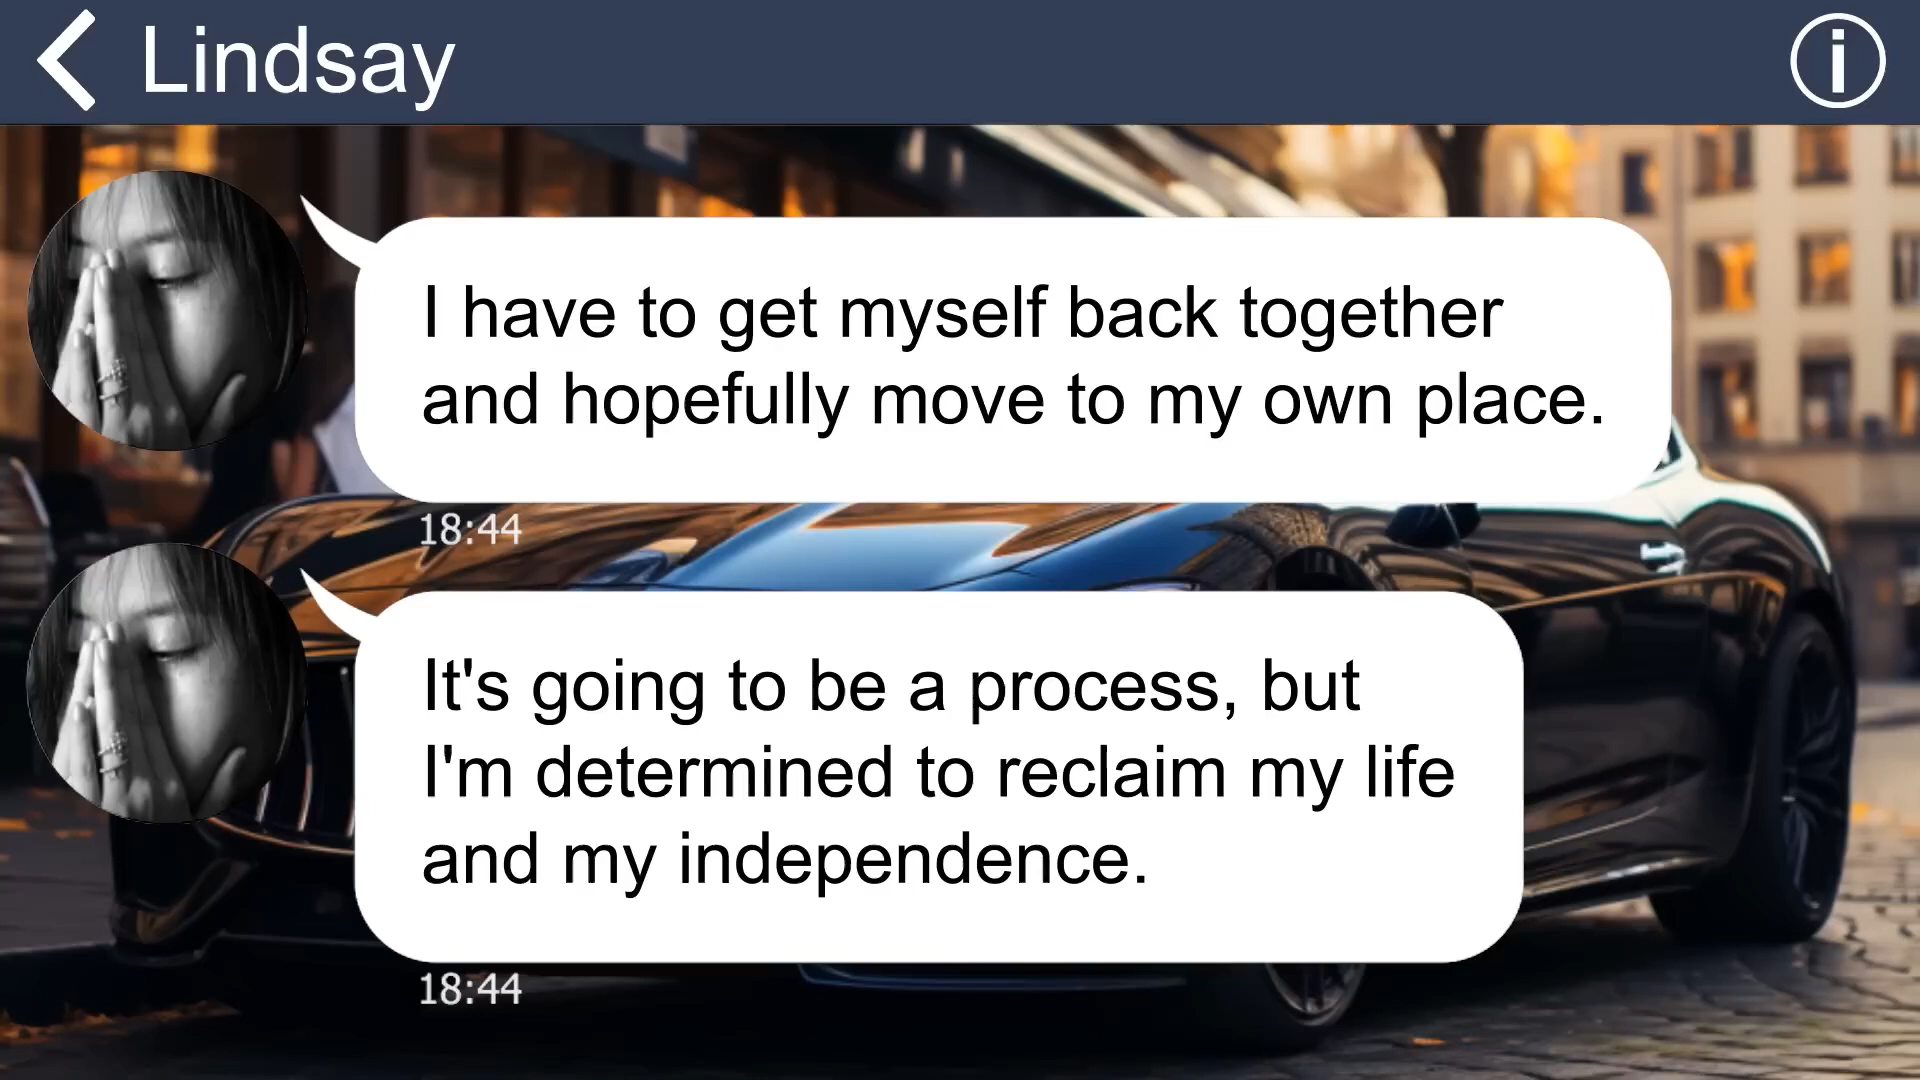 Lindsay
I have to get myself back together
and hopefully move to my own place.
18:44
It's going to be a process, but
I'm determined to reclaim my life
and my independence.
18:44